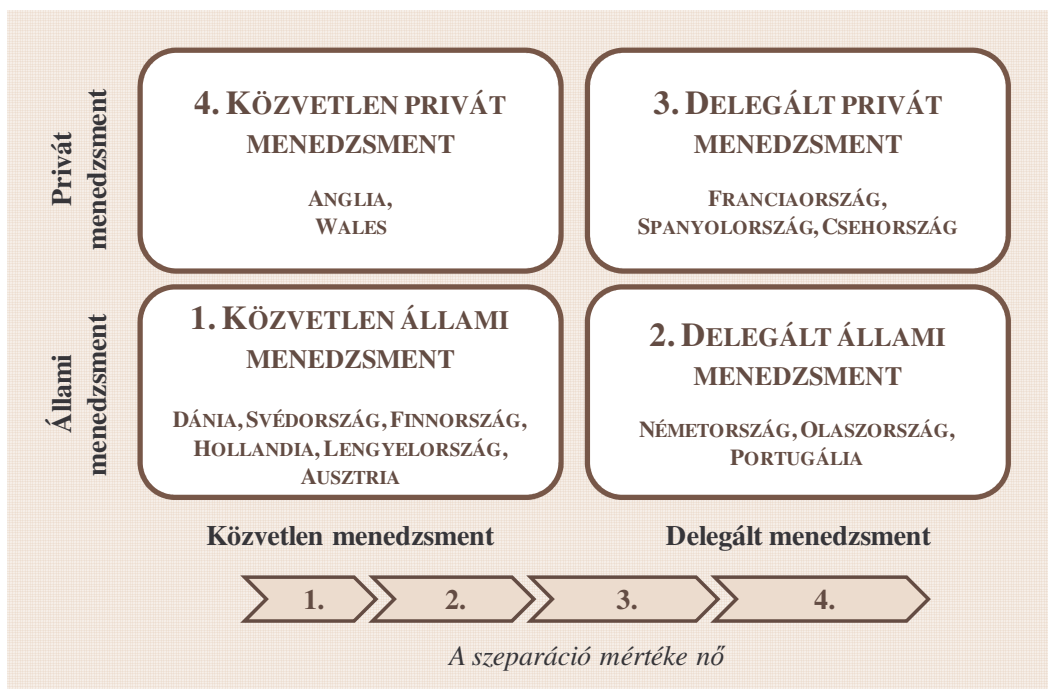 Privát
menedzsment
4. KÖZVETLEN PRIVÁT
MENEDZSMENT
ANGLIA,
WALES
3. DELEGÁLT PRIVÁT
MENEDZSMENT
FRANCIAORSZÁG,
SPANYOLORSZÁG, CSEHORSZÁG
Állami
menedzsment
1. KÖZVETLEN ÁLLAMI
MENEDZSMENT
DÁNIA, SVÉDORSZÁG, FINNORSZÁG,
HOLLANDIA, LENGYELORSZÁG,
AUSZTRIA
2. DELEGÁLT ÁLLAMI
MENEDZSMENT
NÉMETORSZÁG, OLASZORSZÁG,
PORTUGÁLIA
Közvetlen menedzsment
Delegált menedzsment
1.
2.
3.
4.
A szeparáció mértéke nő